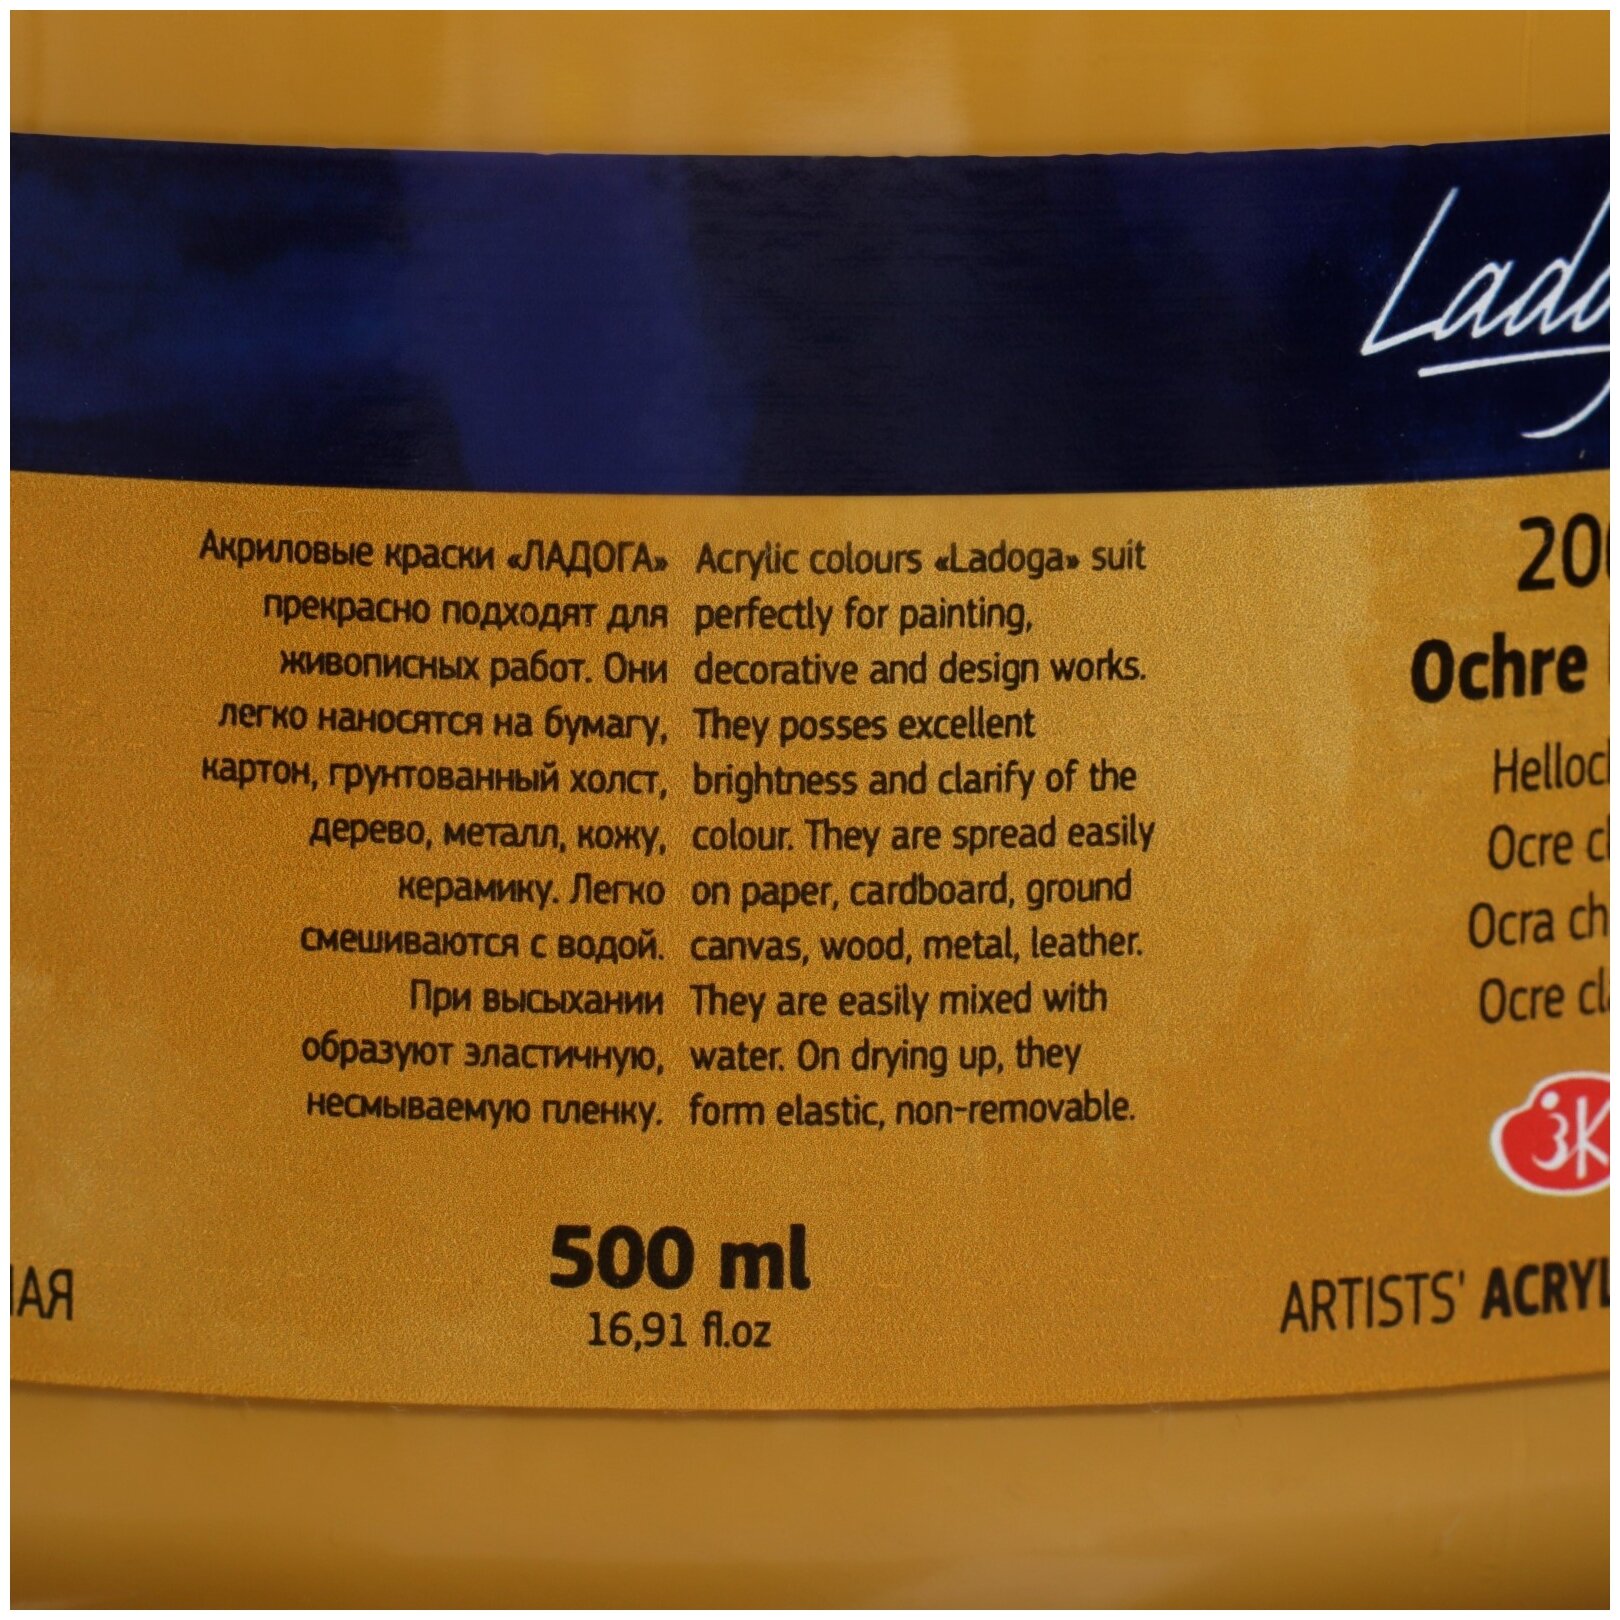 Акриловые краски «ЛАДОГА»
прекрасно подходят для
живописных работ. Они
легко наносятся на бумагу,
картон, грунтованный холст,
дерево, металл, кожу,
керамику. Легко
смешиваются с водой.
При высыхании
образуют эластичную,
несмываемую пленку.
Acrylic colours «Ladoga» suit
perfectly for painting,
decorative and design works.
They posses excellent
brightness and clarify of the
colour. They are spread easily
on paper, cardboard, ground
canvas, wood, metal, leather.
They are easily mixed with
water. On drying up, they
form elastic, non-removable.
500 ml
16,91 fl.oz
Ochre
Ocre
Ocra
Ocre
ЗК
ARTISTS'